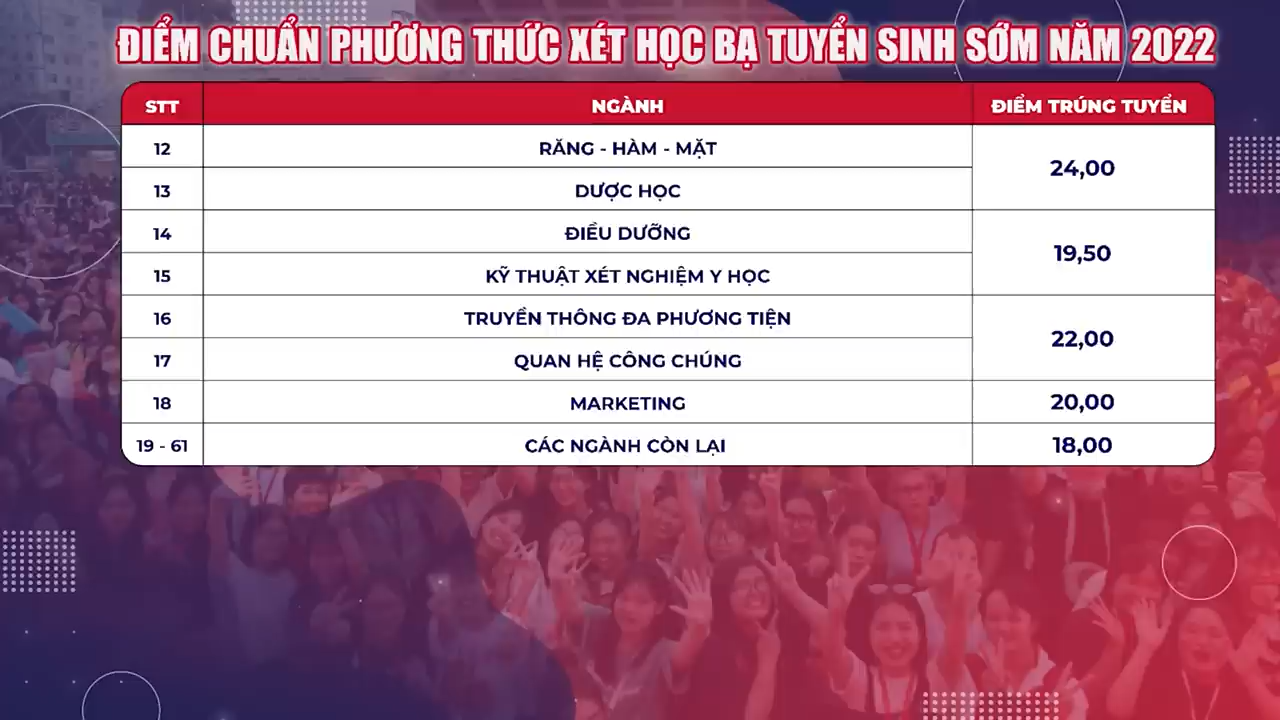 ĐIỂM CHUẨN PHƯƠNG THỨC XÉT HỌC BẠ TUYỂN SINH SỚM NĂM 2022
STT NGÀNH ĐIỂM TRÚNG TUYỂN
12 RĂNG - HÀM - MẶT
24,00
13 DƯỢC HỌC
14 ĐIỀU DƯỠNG
19,50
15 KỸ THUẬT XÉT NGHIỆM Y HỌC
16 TRUYỀN THÔNG ĐA PHƯƠNG TIỆN
22,00
17 QUAN HỆ CÔNG CHÚNG
18 MARKETING 20,00
19 - 61 CÁC NGÀNH CÒN LẠI 18,00